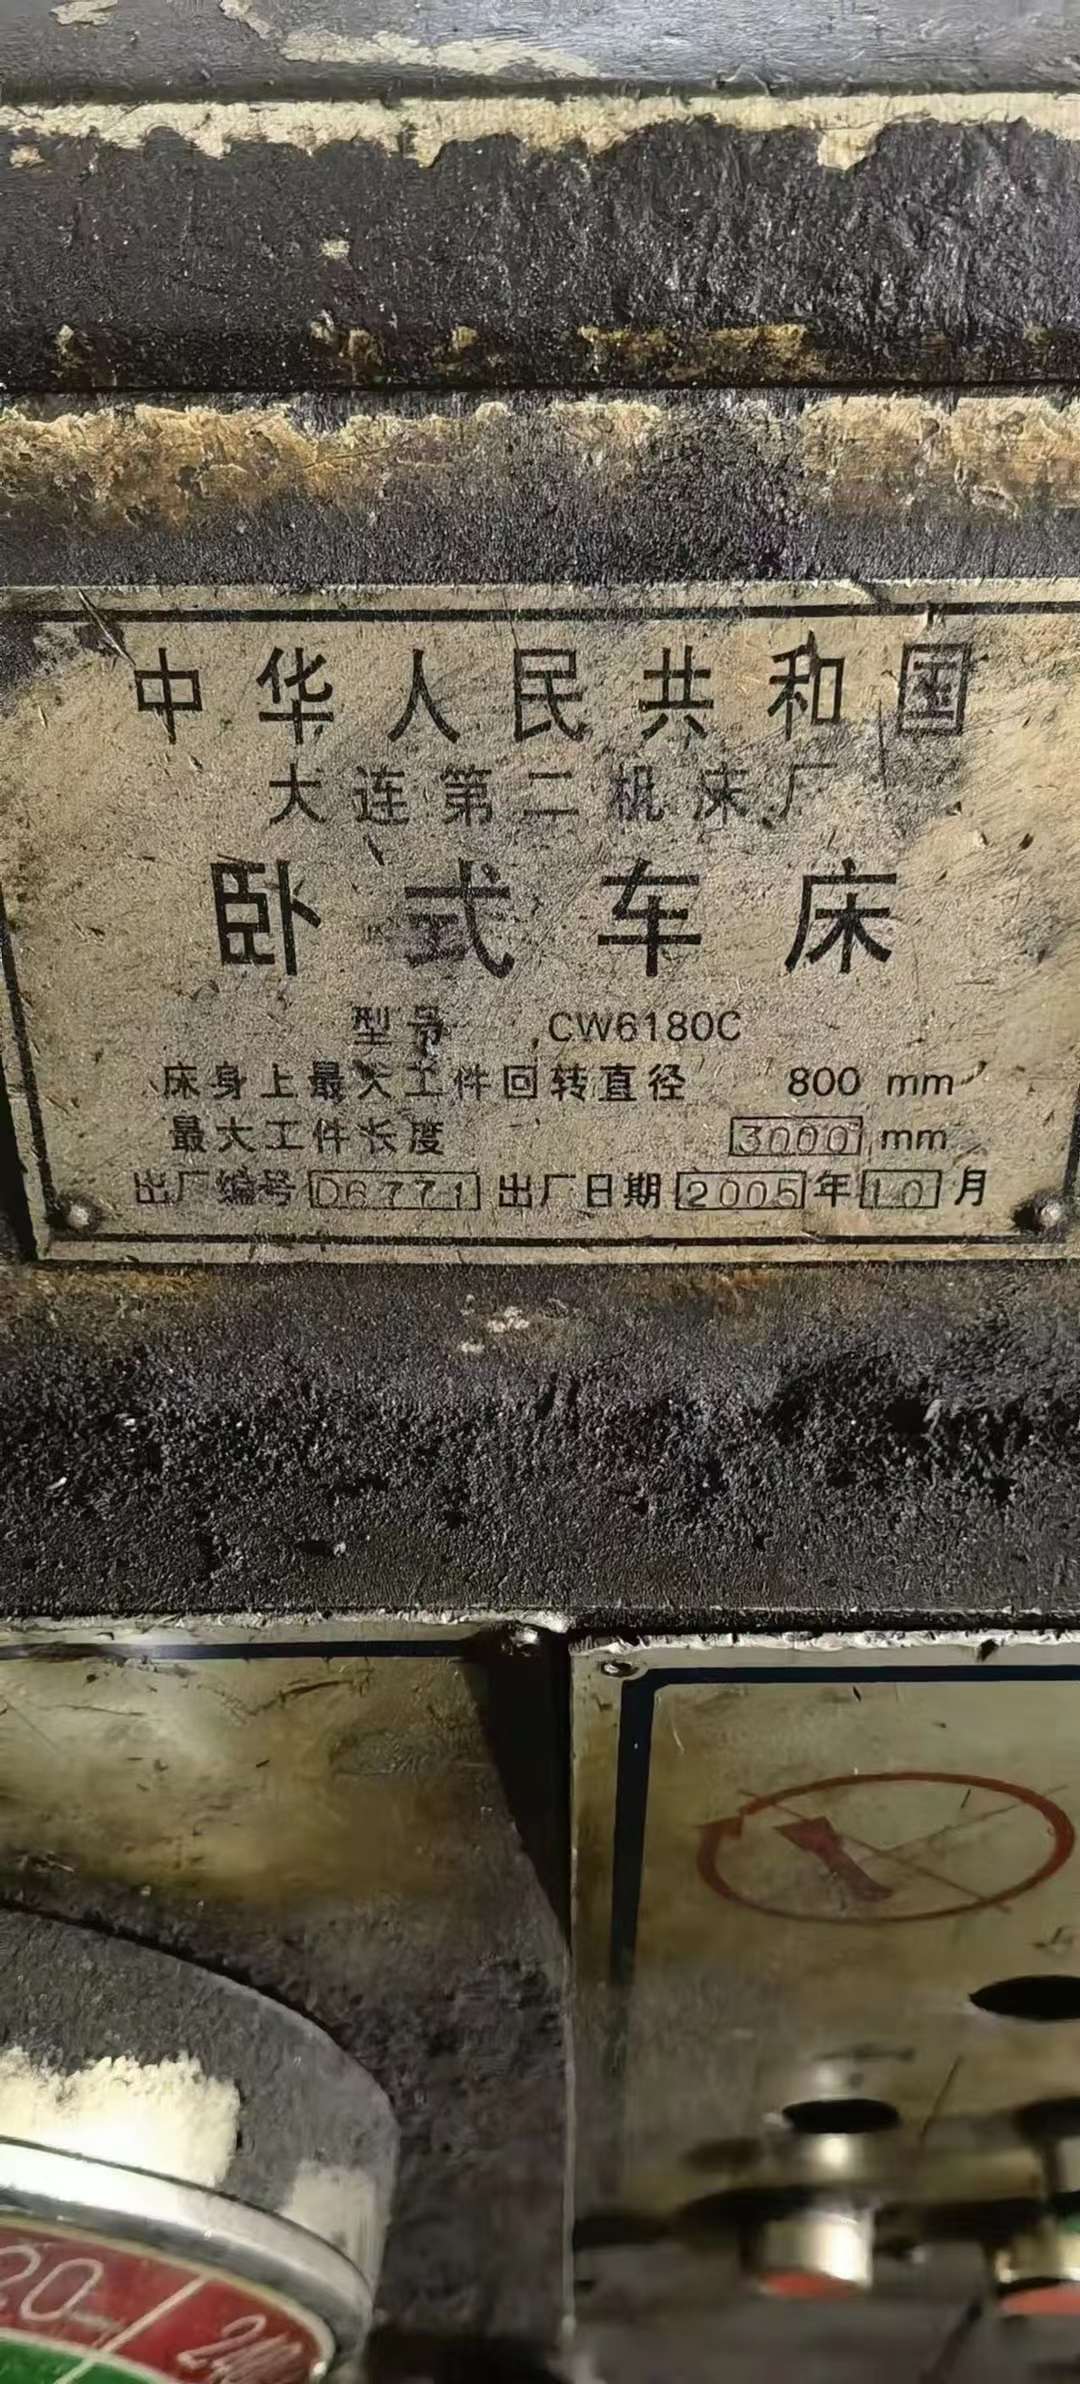 中华人民共和国
大连第二机床厂
卧式车床
型号 CW6180C
床身上最大工件回转直径 800 mm
最大工件长度 3000 mm
出厂编号 D6771 出厂日期 2005 年 10 月
20